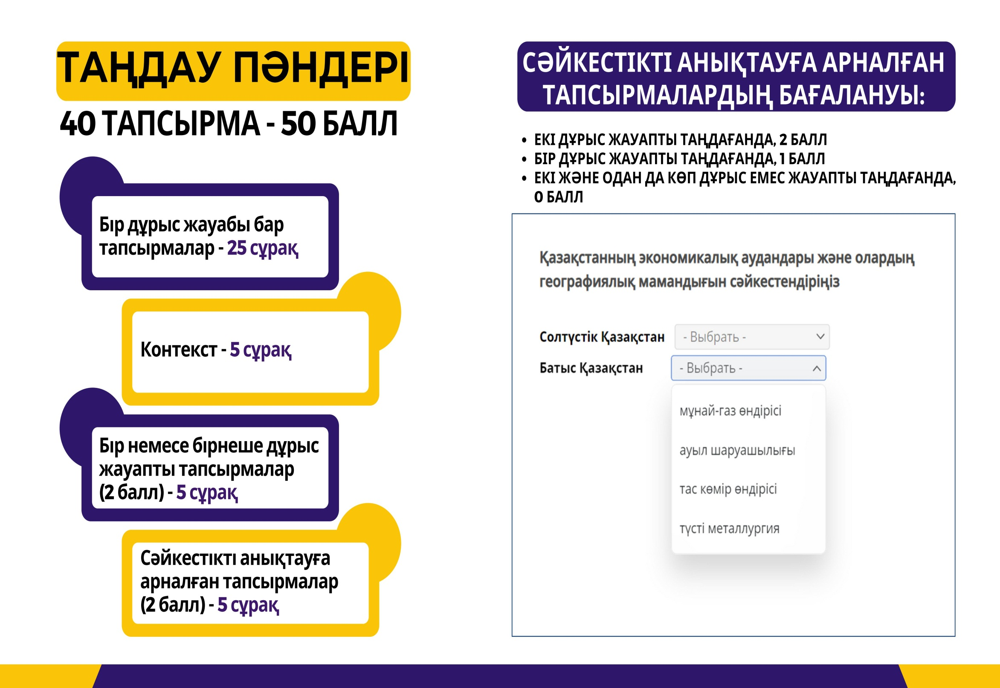 ТАҢДАУ ПӘНДЕРІ
40 ТАПСЫРМА - 50 БАЛЛ
Бір дұрыс жауабы бар
тапсырмалар - 25 сұрақ
Контекст - 5 сұрақ
Бір немесе бірнеше дұрыс
жауапты тапсырмалар
(2 балл) - 5 сұрақ
Сәйкестікті анықтауға
арналған тапсырмалар
(2 балл) - 5 сұрақ
СӘЙКЕСТІКТІ АНЫҚТАУҒА АРНАЛҒАН
ТАПСЫРМАЛАРДЫҢ БАҒАЛАНУЫ:
• ЕКІ ДҰРЫС ЖАУАПТЫ ТАҢДАҒАНДА, 2 БАЛЛ
• БІР ДҰРЫС ЖАУАПТЫ ТАҢДАҒАНДА, 1 БАЛЛ
• ЕКІ ЖӘНЕ ОДАН ДА КӨП ДҰРЫС ЕМЕС ЖАУАПТЫ ТАҢДАҒАНДА,
0 БАЛЛ
Қазақстанның экономикалық аудандары және олардың
географиялық мамандығын сәйкестендіріңіз
Солтүстік Қазақстан - Выбрать -
Батыс Қазақстан - Выбрать -
мұнай-газ өндірісі
ауыл шаруашылығы
тас көмір өндірісі
түсті металлургия